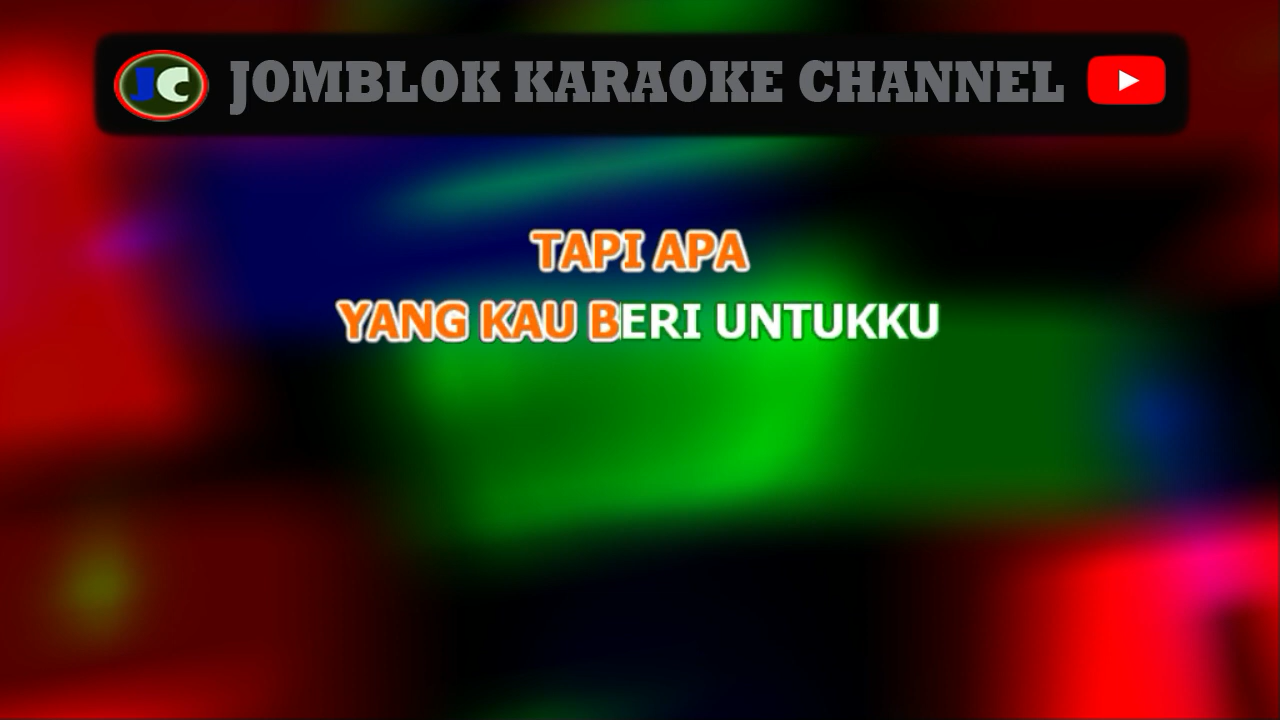 JC JOMBLOK KARAOKE CHANNEL
TAPI APA
YANG KAU BERI UNTUKKU